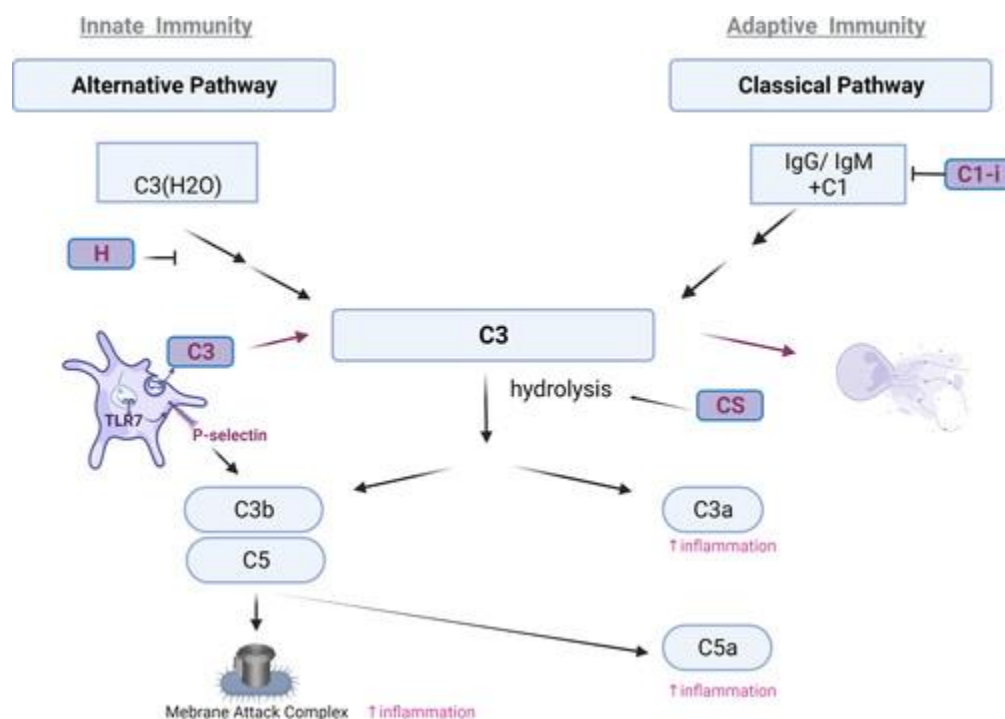 Innate Immunity
Adaptive Immunity
Alternative Pathway
Classical Pathway
C3(H2O)
IgG/ IgM
+C1
C1-i
H
C3
C3
TLR7
P-selectin
hydrolysis
CS
C3b
C3a
↑inflammation
C5
C5a
↑inflammation
Mebrane Attack Complex ↑inflammation